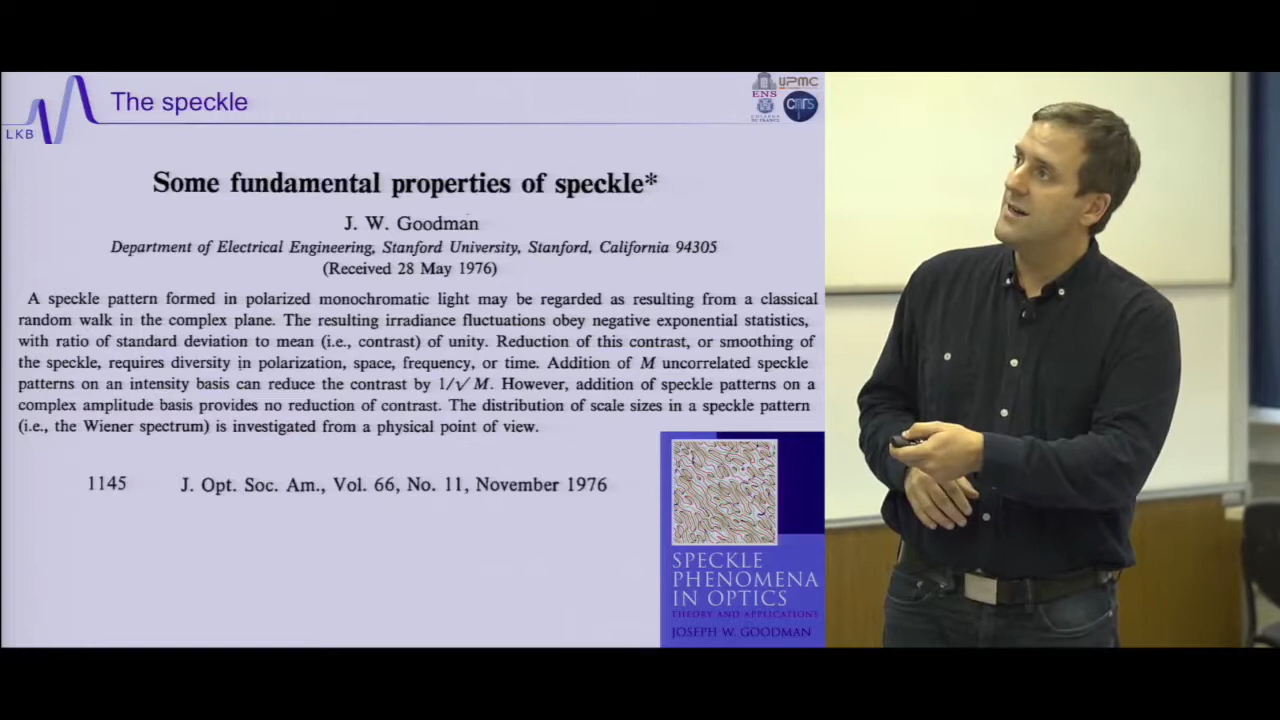 The speckle
LKB
ENS
UPMC
cnrs
COLLÈGE
DE FRANCE
Some fundamental properties of speckle*
J. W. Goodman
Department of Electrical Engineering, Stanford University, Stanford, California 94305
(Received 28 May 1976)
A speckle pattern formed in polarized monochromatic light may be regarded as resulting from a classical
random walk in the complex plane. The resulting irradiance fluctuations obey negative exponential statistics,
with ratio of standard deviation to mean (i.e., contrast) of unity. Reduction of this contrast, or smoothing of
the speckle, requires diversity in polarization, space, frequency, or time. Addition of M uncorrelated speckle
patterns on an intensity basis can reduce the contrast by 1/√M. However, addition of speckle patterns on a
complex amplitude basis provides no reduction of contrast. The distribution of scale sizes in a speckle pattern
(i.e., the Wiener spectrum) is investigated from a physical point of view.
1145 J. Opt. Soc. Am., Vol. 66, No. 11, November 1976
SPECKLE
PHENOMENA
IN OPTICS
THEORY AND APPLICATIONS
JOSEPH W. GOODMAN